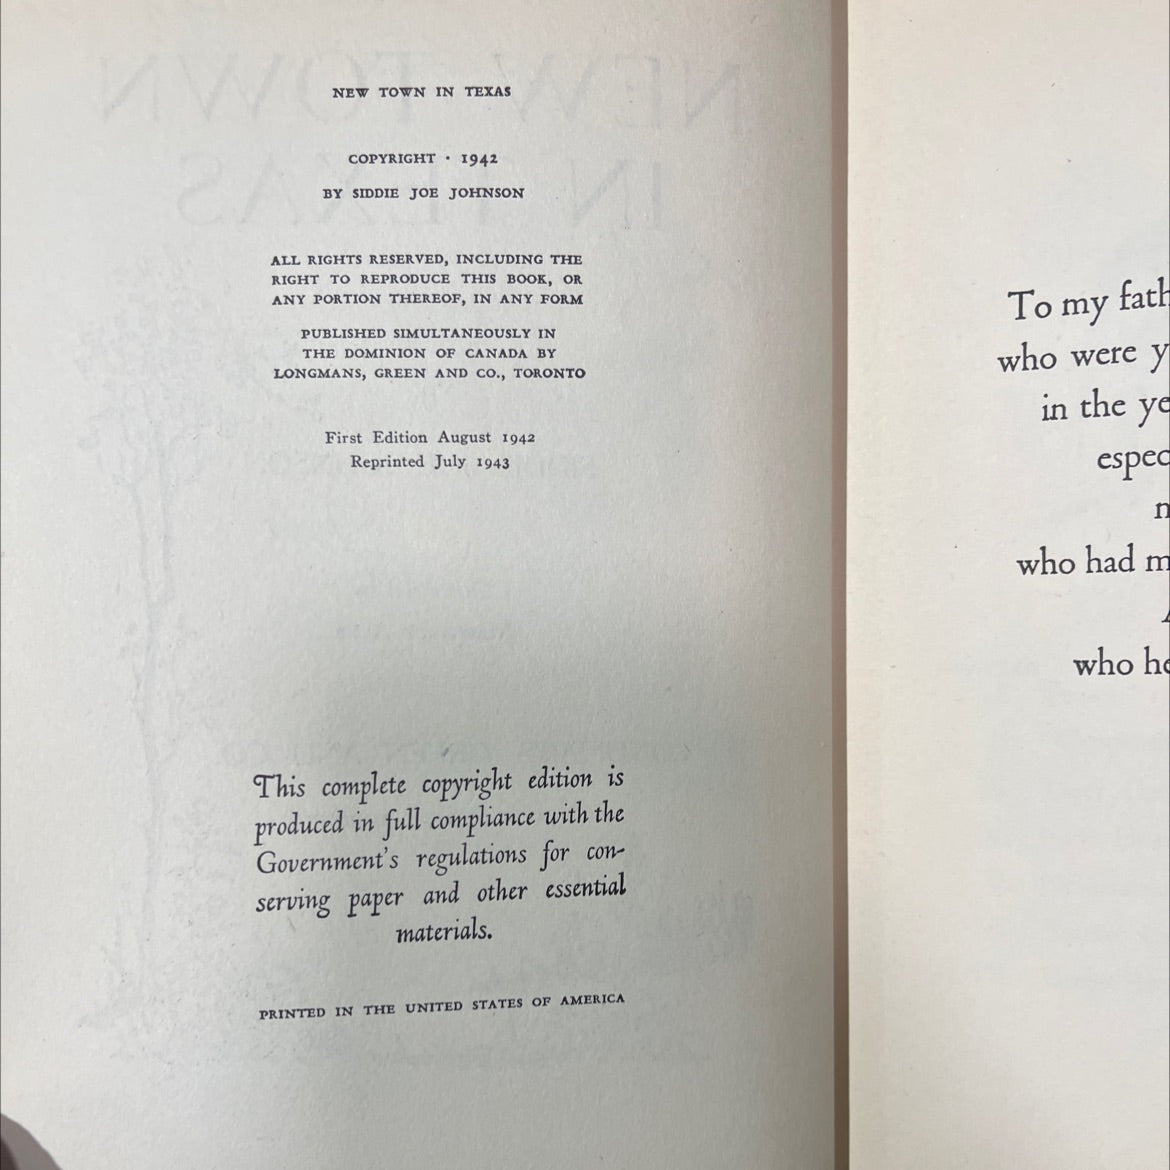 NEW TOWN IN TEXAS
COPYRIGHT · 1942
BY SIDDIE JOE JOHNSON
ALL RIGHTS RESERVED, INCLUDING THE
RIGHT TO REPRODUCE THIS BOOK, OR
ANY PORTION THEREOF, IN ANY FORM
PUBLISHED SIMULTANEOUSLY IN
THE DOMINION OF CANADA BY
LONGMANS, GREEN AND CO., TORONTO
First Edition August 1942
Reprinted July 1943
This complete copyright edition is
produced in full compliance with the
Government's regulations for con-
serving paper and other essential
materials.
PRINTED IN THE UNITED STATES OF AMERICA
To my fath
who were y
in the ye
espec
who had m
who he